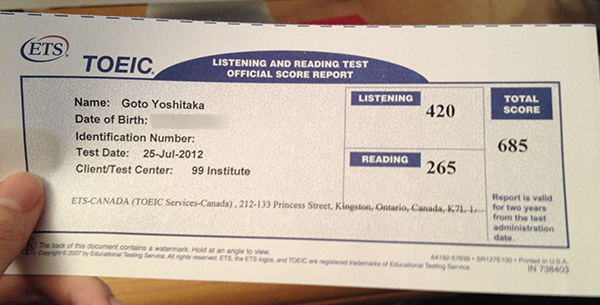 ETS
TOEIC.
LISTENING AND READING TEST
OFFICIAL SCORE REPORT
Name: Goto Yoshitaka
Date of Birth:
Identification Number:
Test Date: 25-Jul-2012
Client/Test Center: 99 Institute
LISTENING
420
READING
265
TOTAL
SCORE
685
ETS-CANADA (TOEIC Services-Canada) , 212-133 Princess Street, Kingston, Ontario, Canada, K7L 1
Report is valid
for two years
from the test
administration
date.
The back of this document contains a watermark. Hold at an angle to view.
Copyright © 2007 by Educational Testing Service. All rights reserved. ETS, the ETS logos, and TOEIC are registered trademarks of Educational Testing Service.
64192-57639 • SR127E100 • Printed in U.S.A.
IN 738403